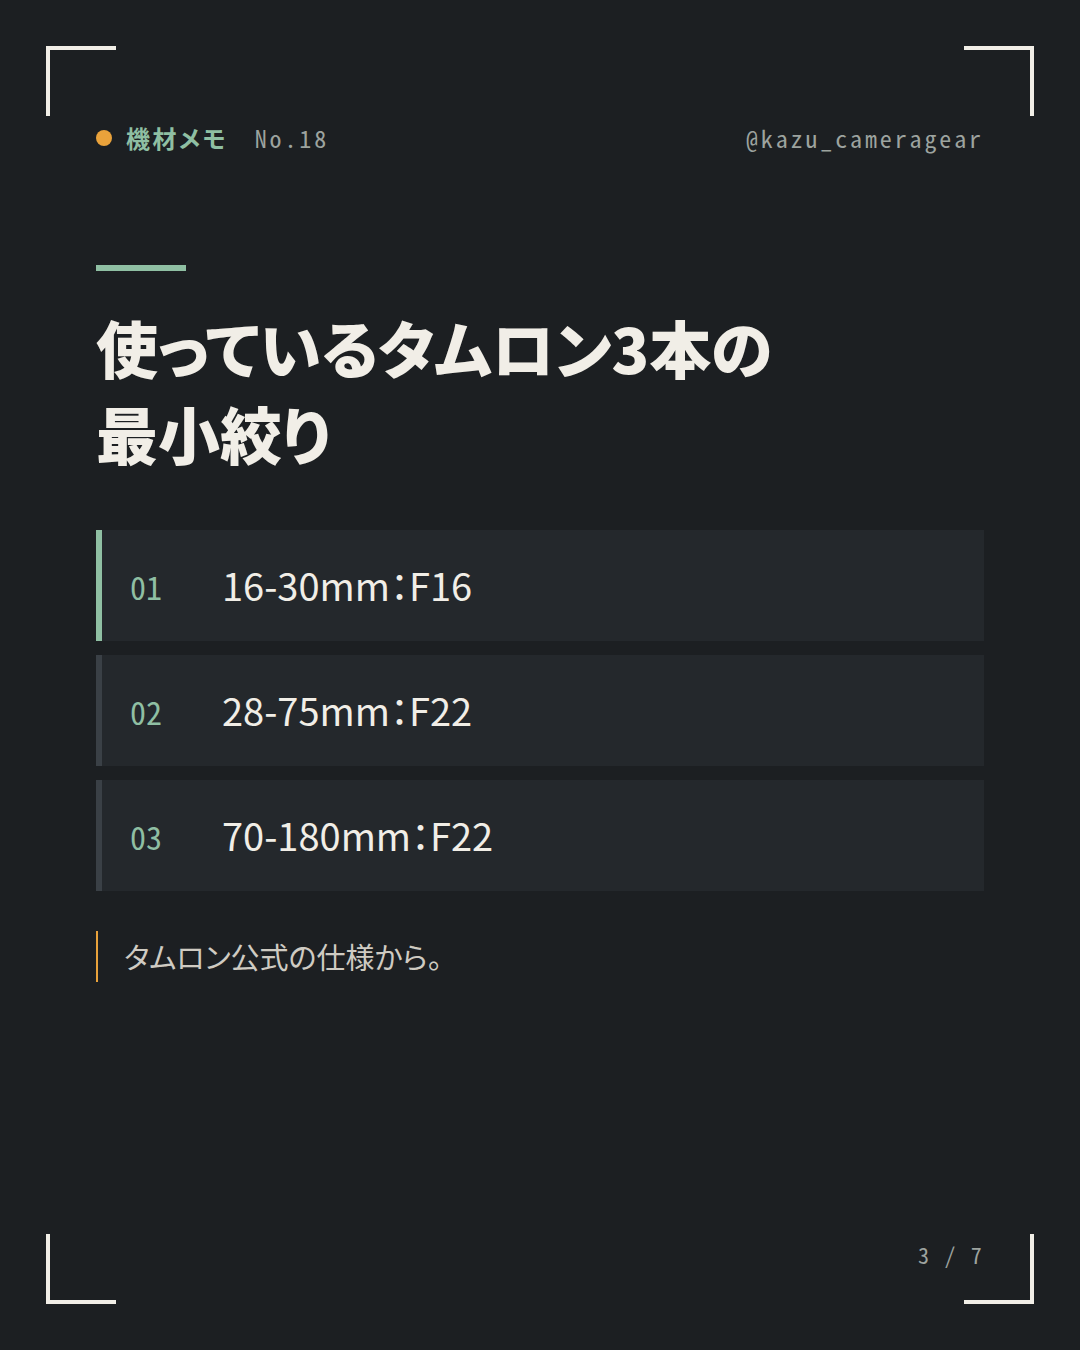 機材メモ No.18
@kazu_cameragear
使っているタムロン3本の
最小絞り
01 16-30mm：F16
02 28-75mm：F22
03 70-180mm：F22
タムロン公式の仕様から。
3 / 7